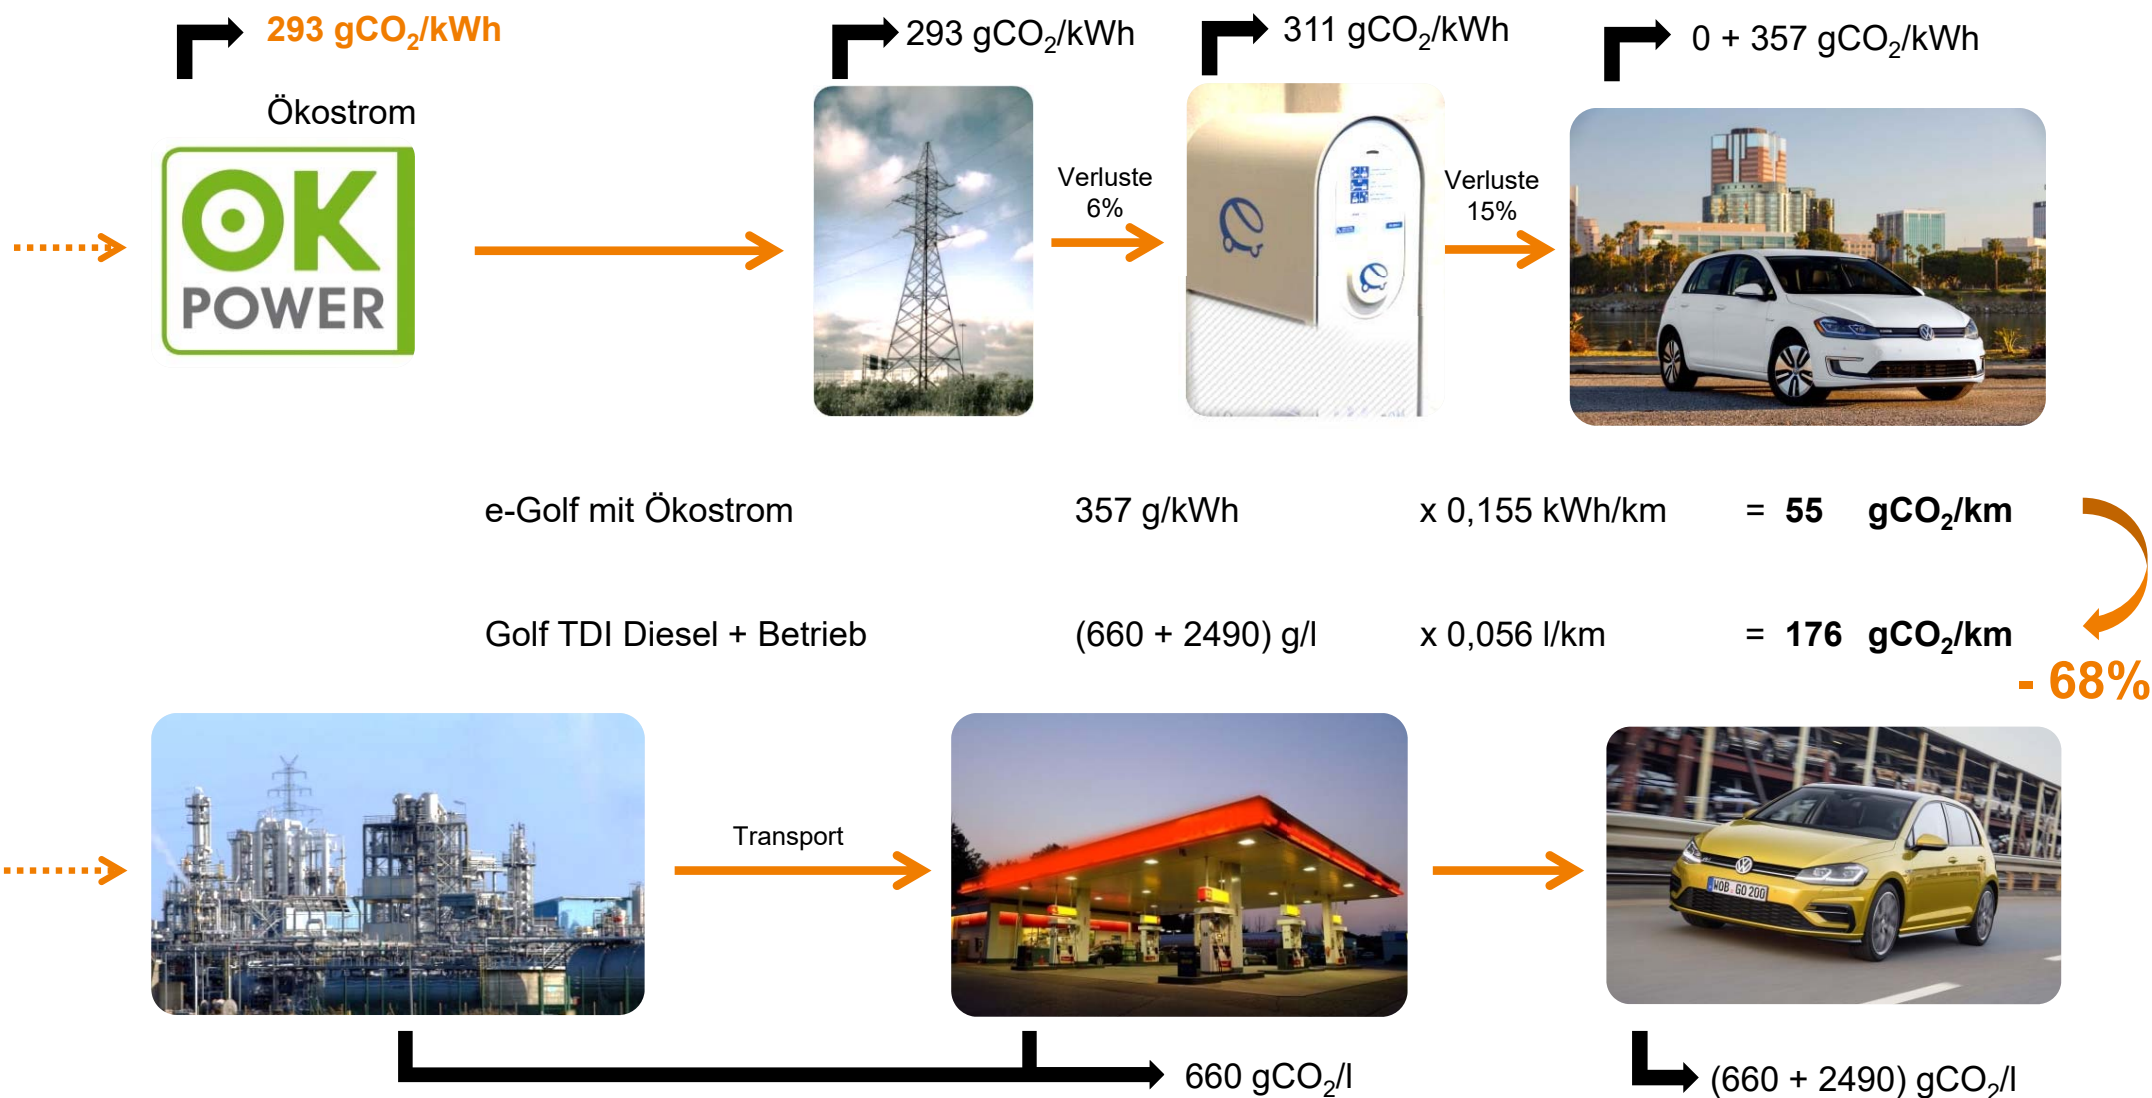 293 gCO₂/kWh
293 gCO₂/kWh
311 gCO₂/kWh
0 + 357 gCO₂/kWh
Ökostrom
OK
POWER
Verluste
6%
Verluste
15%
e-Golf mit Ökostrom 357 g/kWh x 0,155 kWh/km = 55 gCO₂/km
Golf TDI Diesel + Betrieb (660 + 2490) g/l x 0,056 l/km = 176 gCO₂/km
- 68%
Transport
WOB GO 200
660 gCO₂/l
(660 + 2490) gCO₂/l